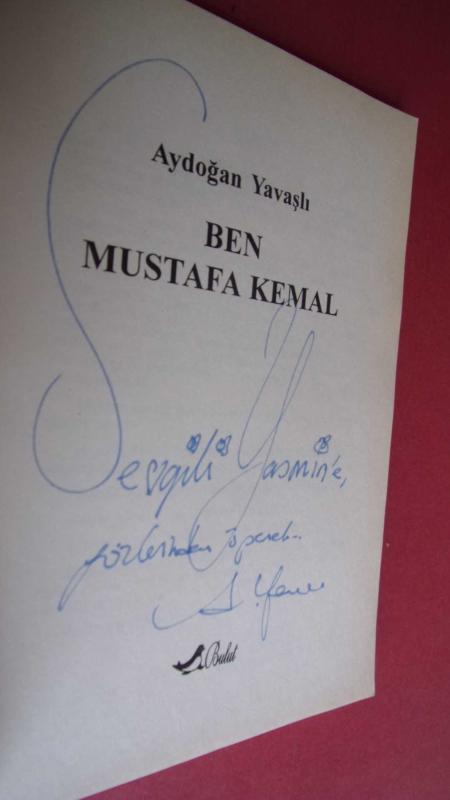 Aydoğan Yavaşlı
BEN
MUSTAFA KEMAL
Sevgili Yasmin'e,
gözlerinden öperek..
Bulut